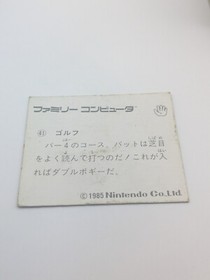 ファミリー コンピュータ
41 ゴルフ
パー4のコース、パットは芝目
をよく読んで打つのだ！これが入
ればダブルボギーだ。
©1985 Nintendo Co.,Ltd.